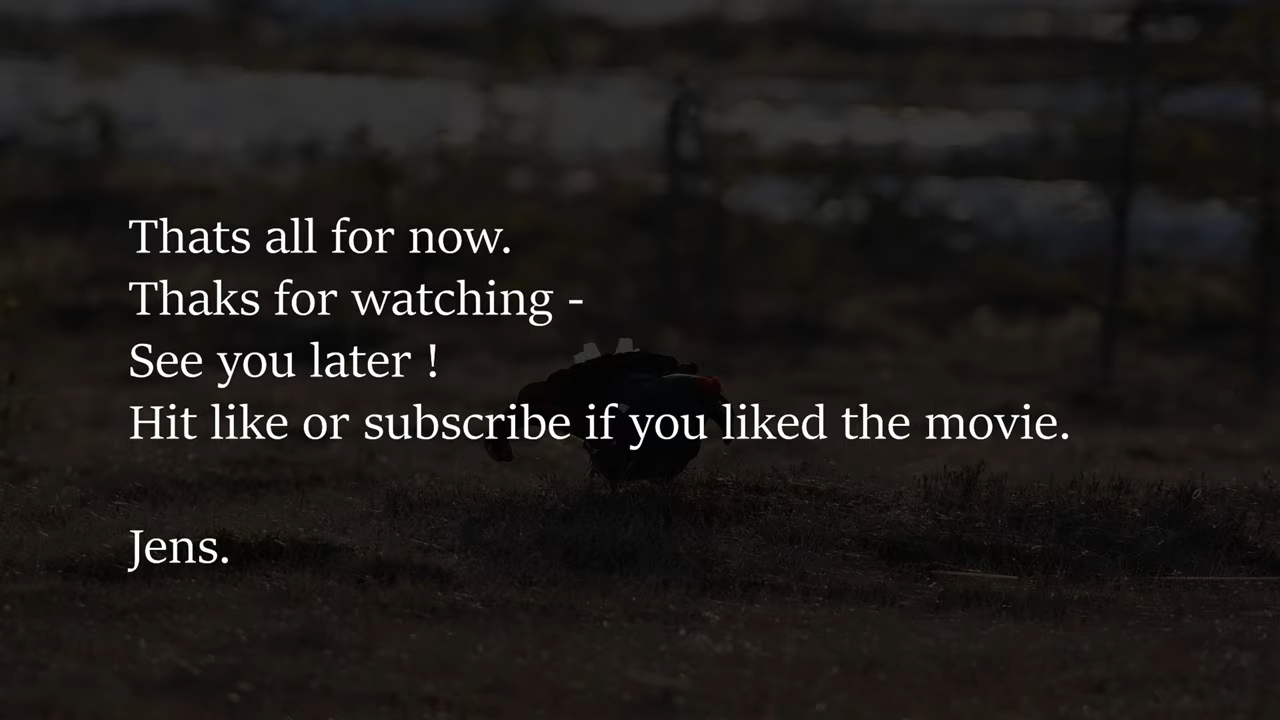 Thats all for now.
Thaks for watching -
See you later !
Hit like or subscribe if you liked the movie.
Jens.